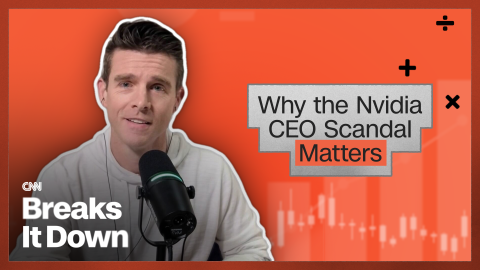 Why the Nvidia
CEO Scandal
Matters
CNN
Breaks
It Down